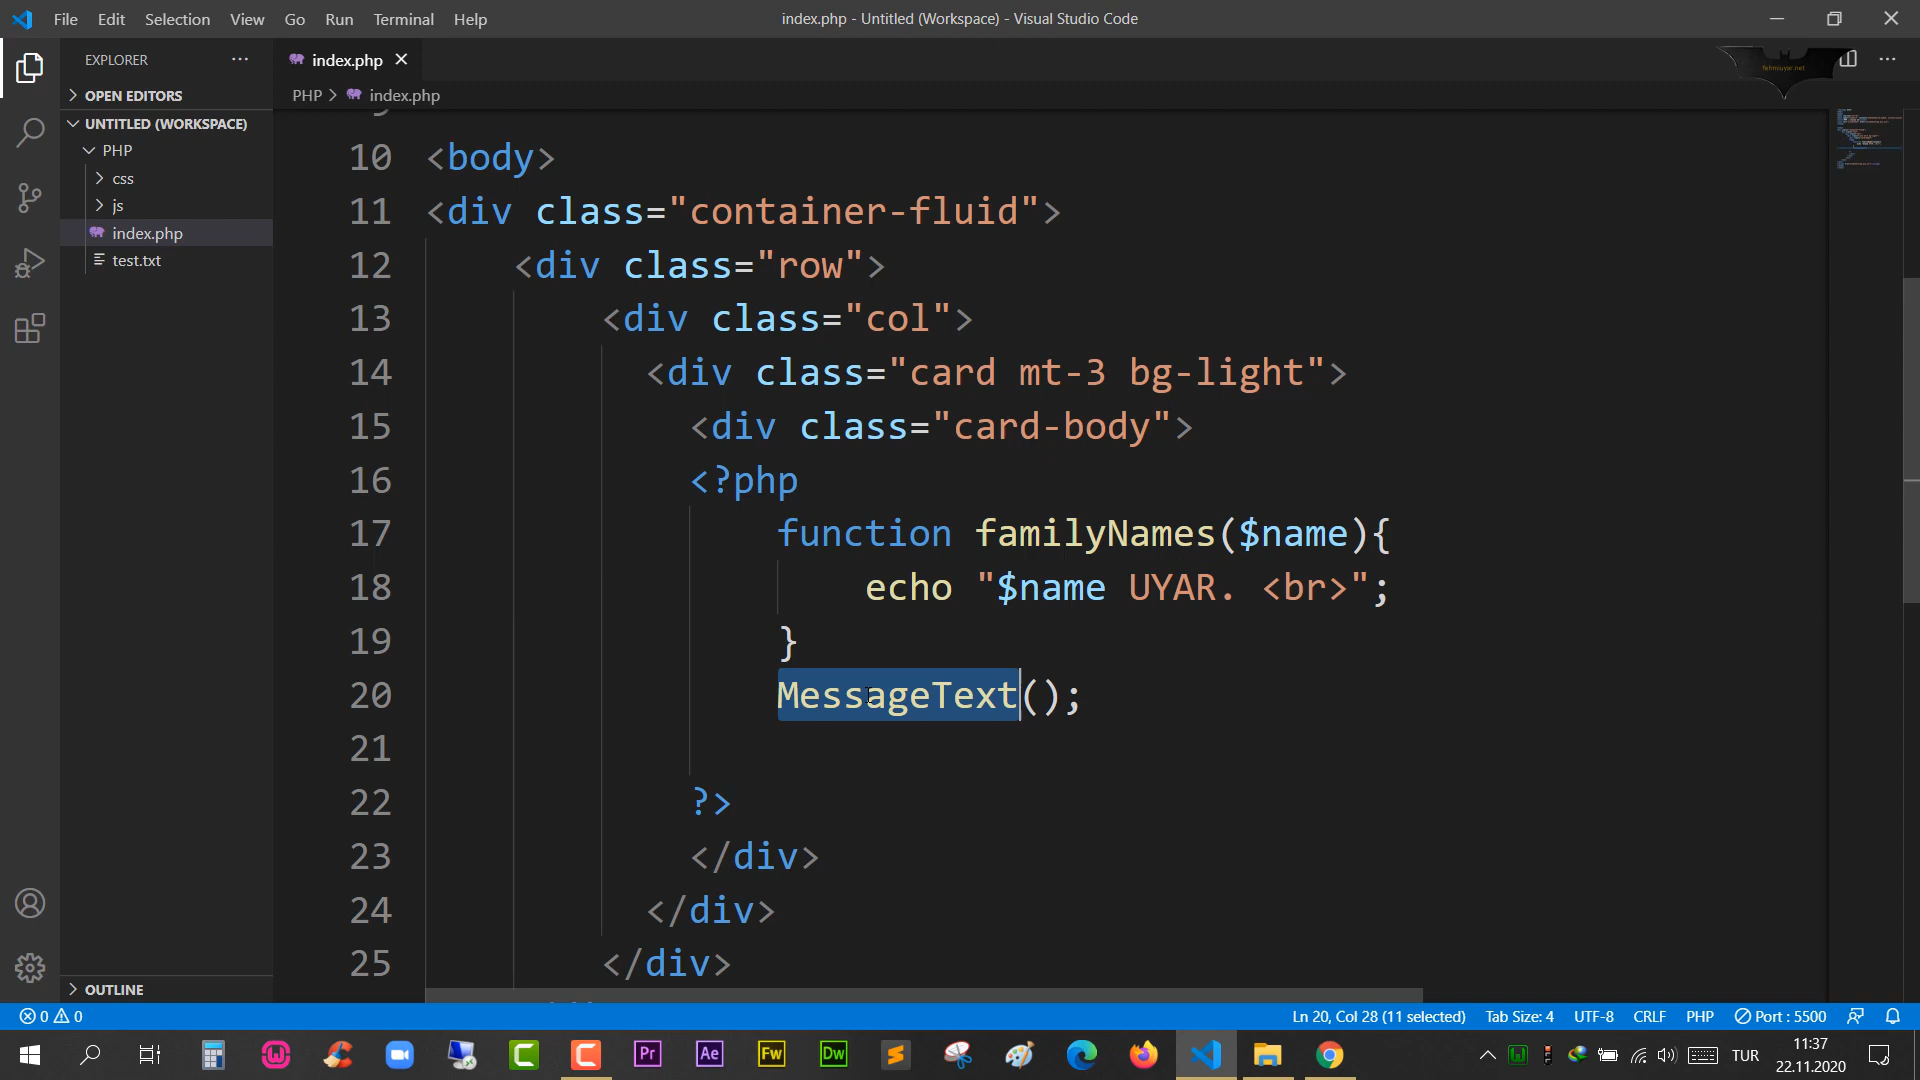 File Edit Selection View Go Run Terminal Help
index.php - Untitled (Workspace) - Visual Studio Code
EXPLORER
index.php
OPEN EDITORS
PHP > index.php
UNTITLED (WORKSPACE)
PHP
css
js
index.php
test.txt
10 <body>
11 <div class="container-fluid">
12 <div class="row">
13 <div class="col">
14 <div class="card mt-3 bg-light">
15 <div class="card-body">
16 <?php
17 function familyNames($name){
18 echo "$name UYAR. <br>";
19 }
20 MessageText();
21
22 ?>
23 </div>
24 </div>
25 </div>
OUTLINE
0 0
Ln 20, Col 28 (11 selected) Tab Size: 4 UTF-8 CRLF PHP Port : 5500
Pr Ae Fw Dw
TUR
11:37
22.11.2020